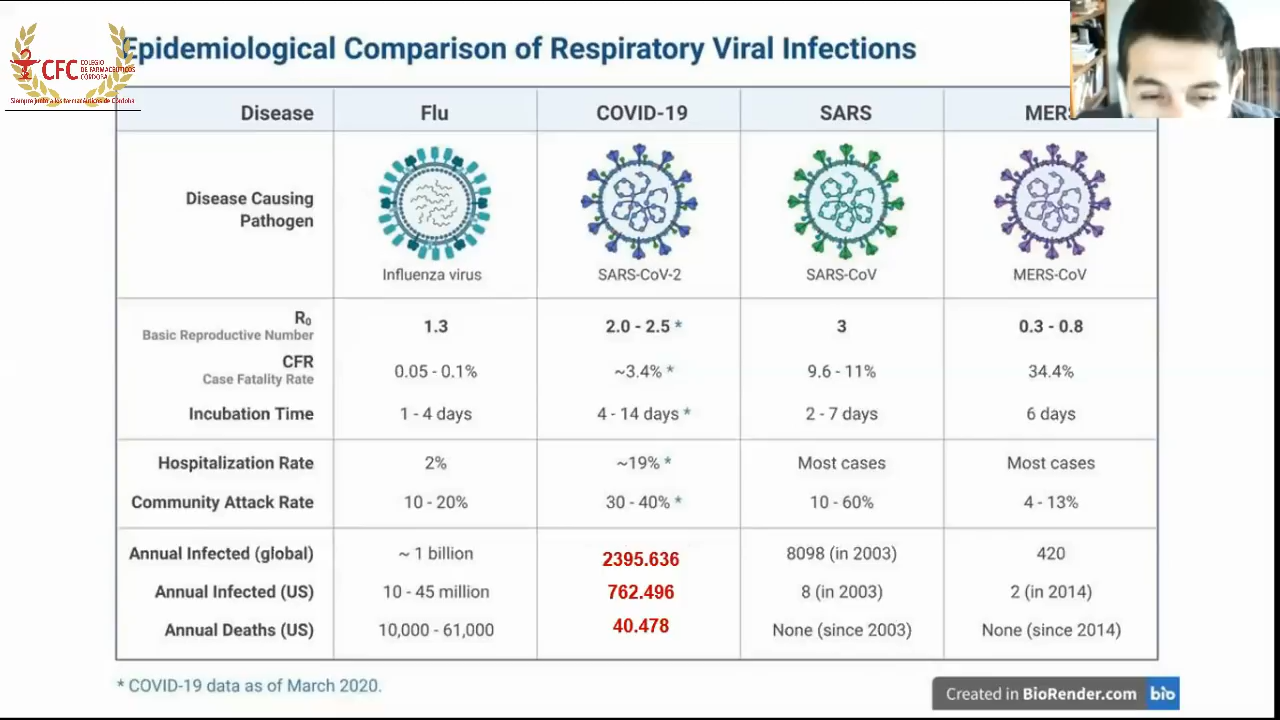 Epidemiological Comparison of Respiratory Viral Infections
CFC COLEGIO
DE FARMACÉUTICOS
CÓRDOBA
Siempre junto a los farmacéuticos de Córdoba
Disease Flu COVID-19 SARS MERS
Disease Causing
Pathogen
Influenza virus SARS-CoV-2 SARS-CoV MERS-CoV
R₀ 1.3 2.0 - 2.5 * 3 0.3 - 0.8
Basic Reproductive Number
CFR 0.05 - 0.1% ~3.4% * 9.6 - 11% 34.4%
Case Fatality Rate
Incubation Time 1 - 4 days 4 - 14 days * 2 - 7 days 6 days
Hospitalization Rate 2% ~19% * Most cases Most cases
Community Attack Rate 10 - 20% 30 - 40% * 10 - 60% 4 - 13%
Annual Infected (global) ~ 1 billion 2395.636 8098 (in 2003) 420
Annual Infected (US) 10 - 45 million 762.496 8 (in 2003) 2 (in 2014)
Annual Deaths (US) 10,000 - 61,000 40.478 None (since 2003) None (since 2014)
* COVID-19 data as of March 2020.
Created in BioRender.com bio